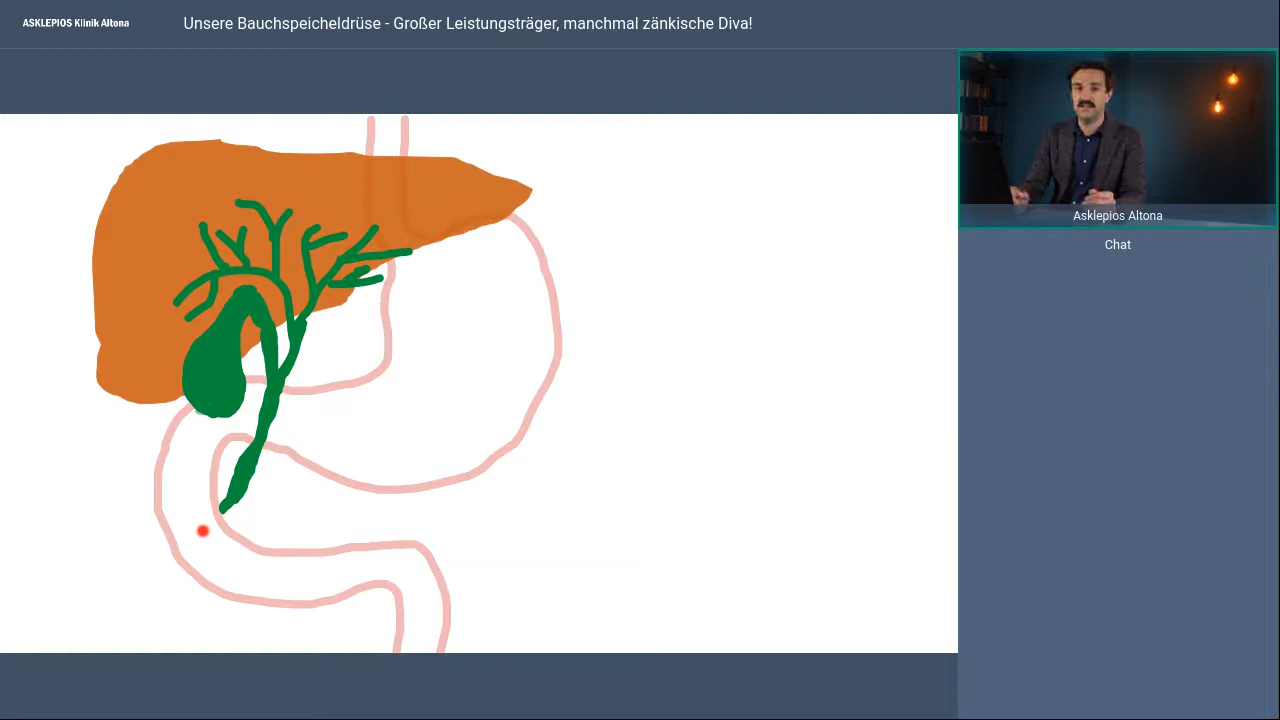 ASKLEPIOS Klinik Altona
Unsere Bauchspeicheldrüse - Großer Leistungsträger, manchmal zänkische Diva!
Asklepios Altona
Chat